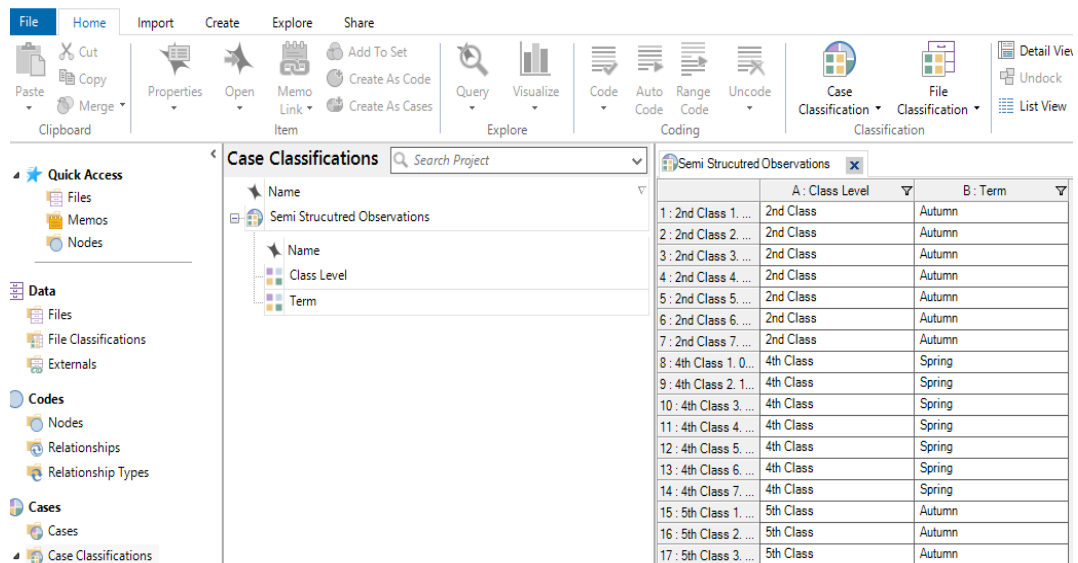 File Home Import Create Explore Share
Paste
Cut
Copy
Merge
Clipboard
Properties
Open
Memo
Link
Add To Set
Create As Code
Create As Cases
Item
Query
Visualize
Explore
Code
Auto
Code
Range
Code
Uncode
Coding
Case
Classification
File
Classification
Classification
Detail View
Undock
List View
Quick Access
Files
Memos
Nodes
Data
Files
File Classifications
Externals
Codes
Nodes
Relationships
Relationship Types
Cases
Cases
Case Classifications
Case Classifications Search Project
Name
Semi Strucutred Observations
Name
Class Level
Term
Semi Strucutred Observations
A : Class Level B : Term
1 : 2nd Class 1. ... 2nd Class Autumn
2 : 2nd Class 2. ... 2nd Class Autumn
3 : 2nd Class 3. ... 2nd Class Autumn
4 : 2nd Class 4. ... 2nd Class Autumn
5 : 2nd Class 5. ... 2nd Class Autumn
6 : 2nd Class 6. ... 2nd Class Autumn
7 : 2nd Class 7. ... 2nd Class Autumn
8 : 4th Class 1. 0... 4th Class Spring
9 : 4th Class 2. 1... 4th Class Spring
10 : 4th Class 3. ... 4th Class Spring
11 : 4th Class 4. ... 4th Class Spring
12 : 4th Class 5. ... 4th Class Spring
13 : 4th Class 6. ... 4th Class Spring
14 : 4th Class 7. ... 4th Class Spring
15 : 5th Class 1. ... 5th Class Autumn
16 : 5th Class 2. ... 5th Class Autumn
17 : 5th Class 3. ... 5th Class Autumn